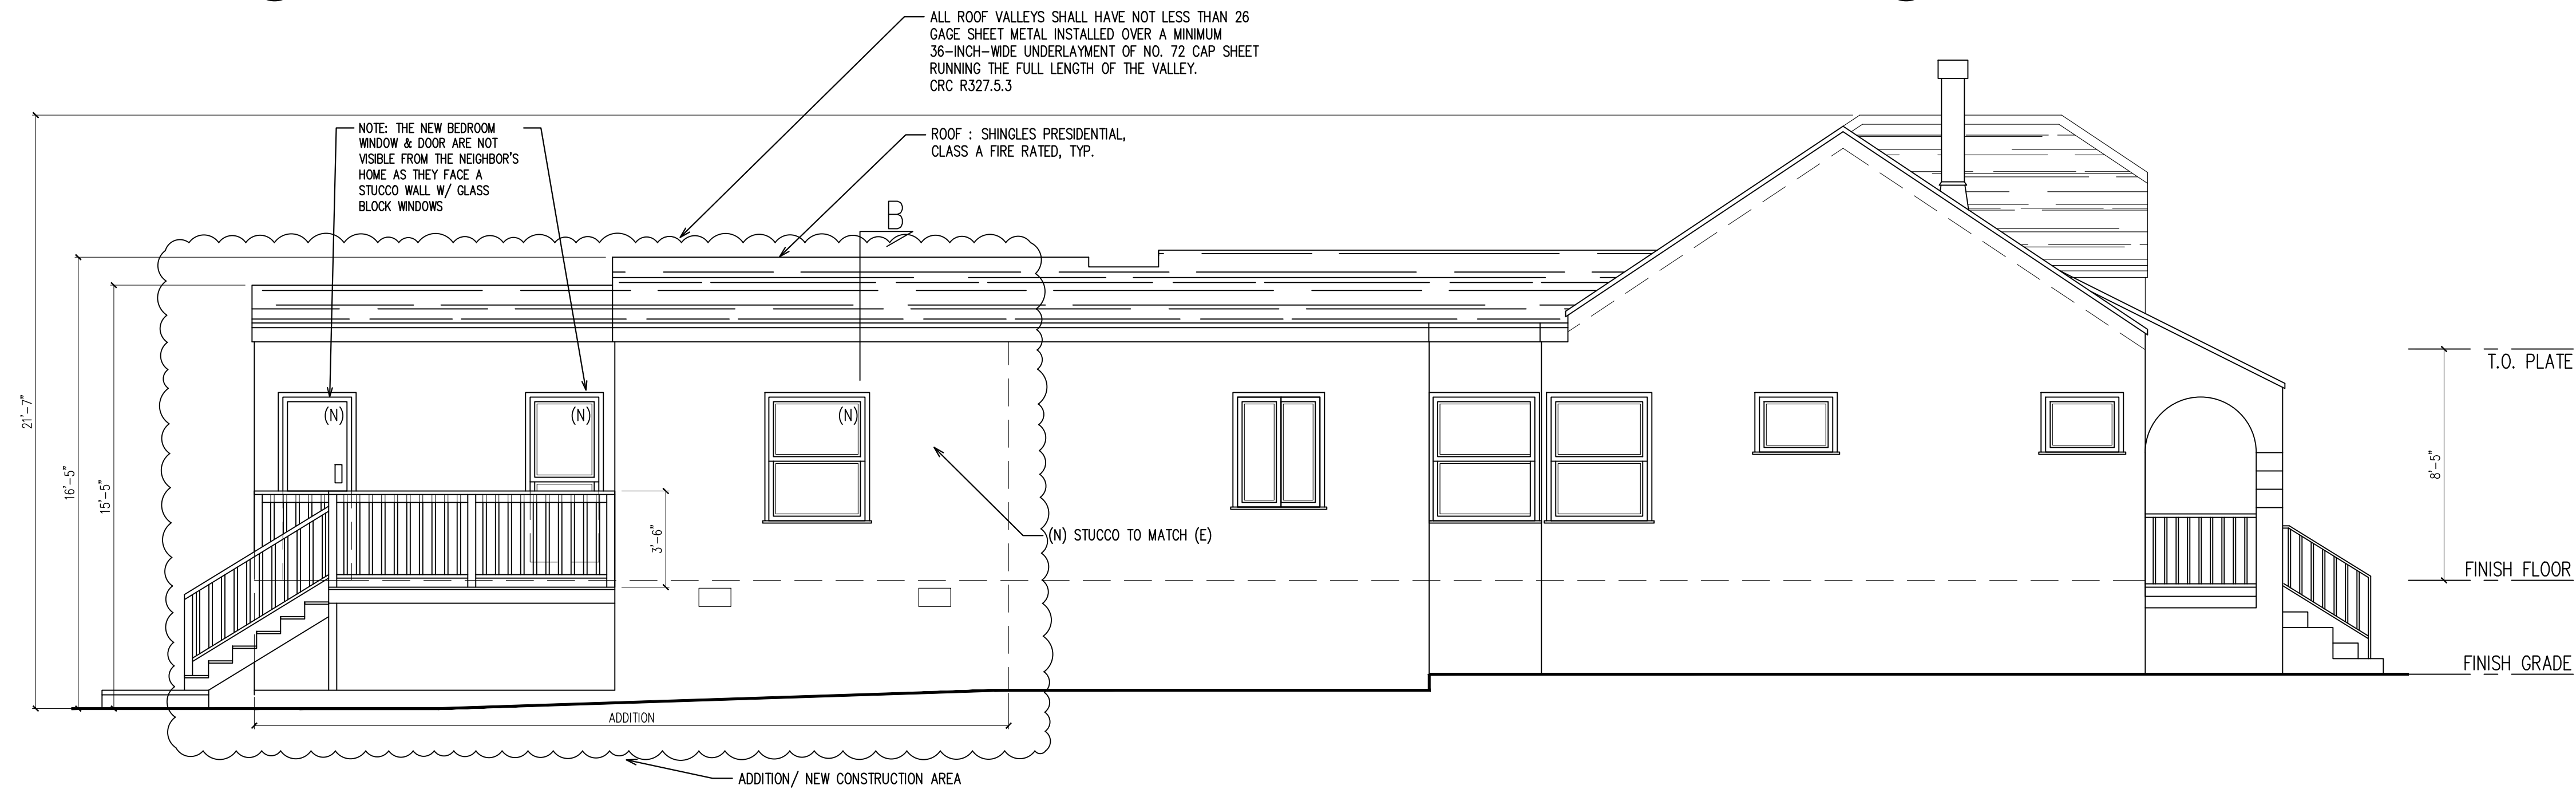 ALL ROOF VALLEYS SHALL HAVE NOT LESS THAN 26
GAGE SHEET METAL INSTALLED OVER A MINIMUM
36-INCH-WIDE UNDERLAYMENT OF NO. 72 CAP SHEET
RUNNING THE FULL LENGTH OF THE VALLEY.
CRC R327.5.3
NOTE: THE NEW BEDROOM
WINDOW & DOOR ARE NOT
VISIBLE FROM THE NEIGHBOR'S
HOME AS THEY FACE A
STUCCO WALL W/ GLASS
BLOCK WINDOWS
ROOF : SHINGLES PRESIDENTIAL,
CLASS A FIRE RATED, TYP.
B
21'-7"
16'-5"
15'-5"
(N)
(N)
(N)
3'-6"
(N) STUCCO TO MATCH (E)
T.O. PLATE
8'-5"
FINISH FLOOR
FINISH GRADE
ADDITION
ADDITION/ NEW CONSTRUCTION AREA